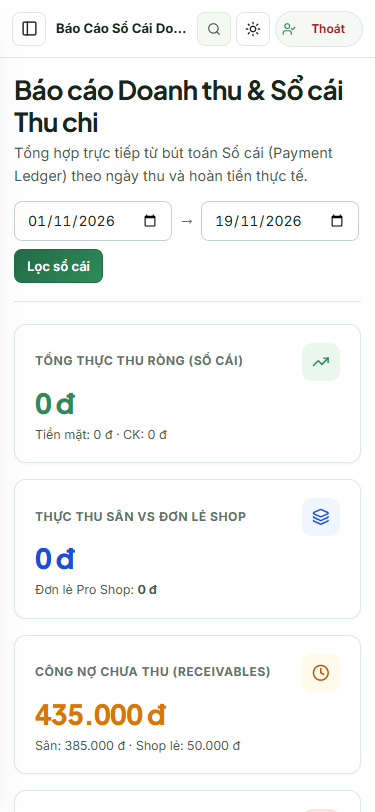 Báo Cáo Sổ Cái Do...
Thoát
Báo cáo Doanh thu & Sổ cái
Thu chi
Tổng hợp trực tiếp từ bút toán Sổ cái (Payment
Ledger) theo ngày thu và hoàn tiền thực tế.
01/11/2026 → 19/11/2026
Lọc sổ cái
TỔNG THỰC THU RÒNG (SỔ CÁI)
0 đ
Tiền mặt: 0 đ · CK: 0 đ
THỰC THU SÂN VS ĐƠN LẺ SHOP
0 đ
Đơn lẻ Pro Shop: 0 đ
CÔNG NỢ CHƯA THU (RECEIVABLES)
435.000 đ
Sân: 385.000 đ · Shop lẻ: 50.000 đ